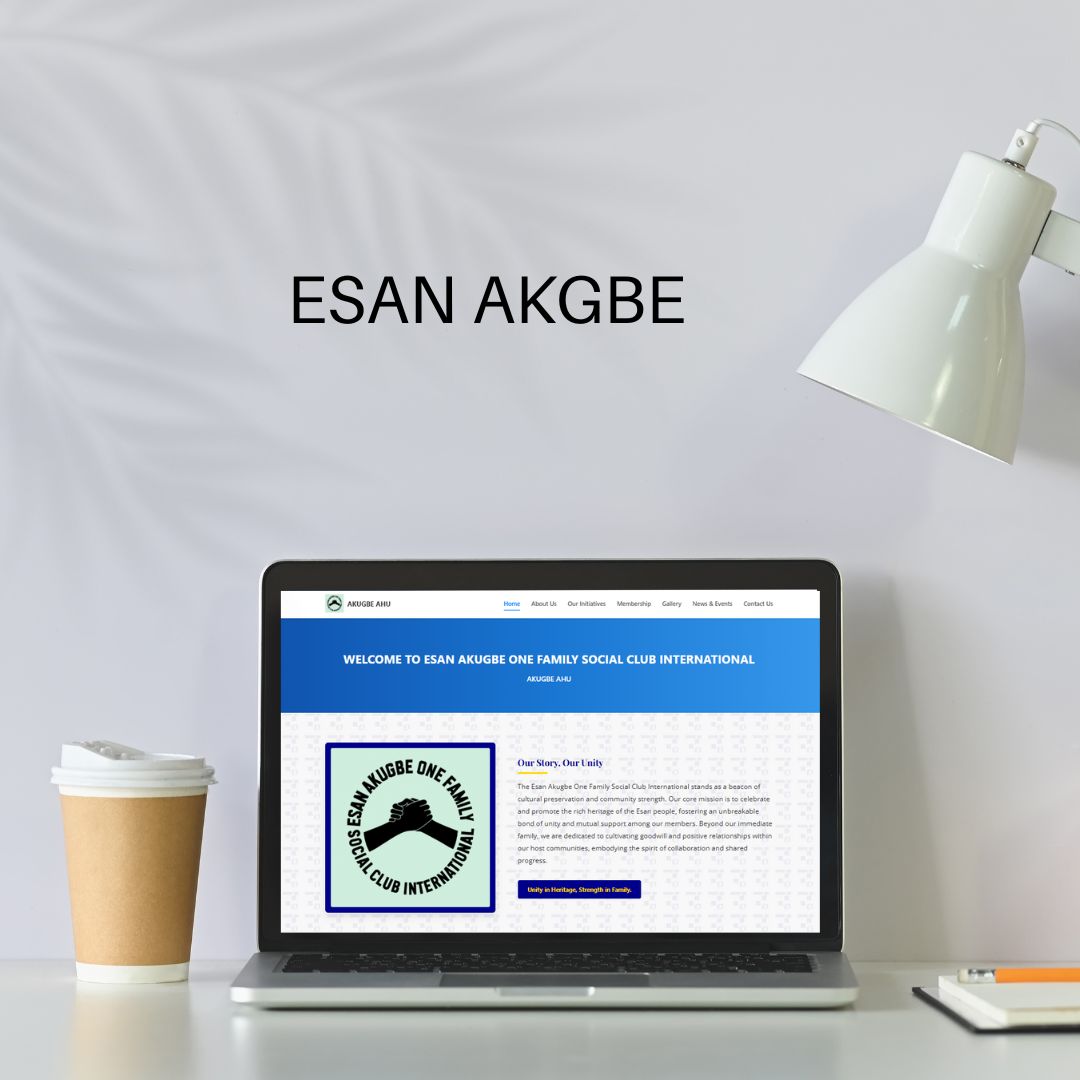 ESAN AKGBE
AKUGBE AHU
Home About Us Our Initiatives Membership Gallery News & Events Contact Us
WELCOME TO ESAN AKUGBE ONE FAMILY SOCIAL CLUB INTERNATIONAL
AKUGBE AHU
ESAN AKUGBE ONE FAMILY
SOCIAL CLUB INTERNATIONAL
Our Story, Our Unity
The Esan Akugbe One Family Social Club International stands as a beacon of
cultural preservation and community strength. Our core mission is to celebrate
and promote the rich heritage of the Esan people, fostering an unbreakable
bond of unity and mutual support among our members. Beyond our immediate
family, we are dedicated to cultivating goodwill and positive relationships within
our host communities, embodying the spirit of collaboration and shared
progress.
Unity in Heritage, Strength in Family.